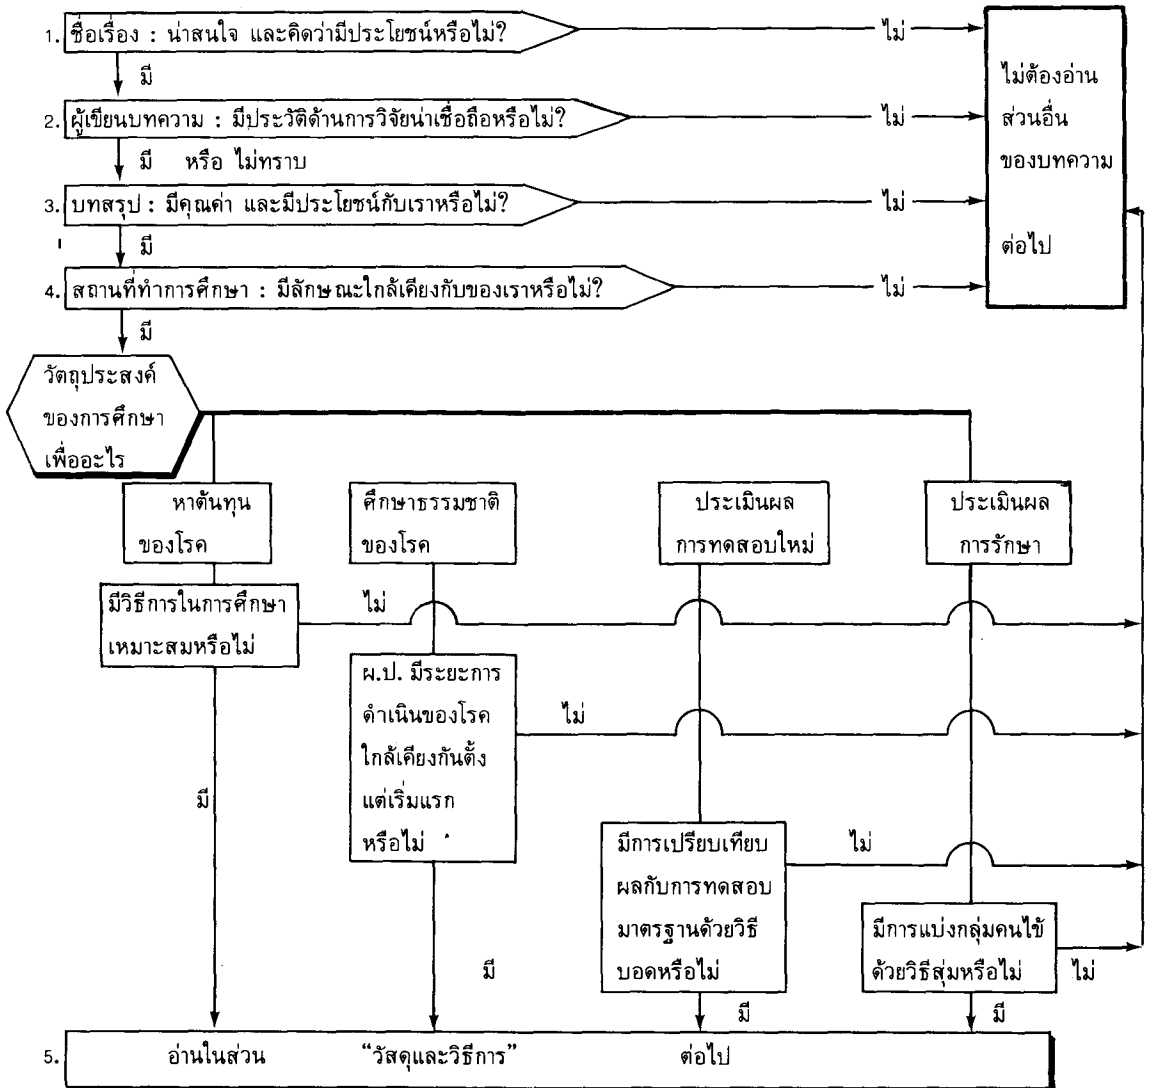 1. ชื่อเรื่อง : น่าสนใจ และคิดว่ามีประโยชน์หรือไม่?
ไม่
มี
2. ผู้เขียนบทความ : มีประวัติด้านการวิจัยน่าเชื่อถือหรือไม่?
ไม่
มี หรือ ไม่ทราบ
3. บทสรุป : มีคุณค่า และมีประโยชน์กับเราหรือไม่?
ไม่
มี
4. สถานที่ทำการศึกษา : มีลักษณะใกล้เคียงกับของเราหรือไม่?
ไม่
มี
ไม่ต้องอ่าน
ส่วนอื่น
ของบทความ
ต่อไป
วัตถุประสงค์
ของการศึกษา
เพื่ออะไร
หาต้นทุน
ของโรค
ศึกษาธรรมชาติ
ของโรค
ประเมินผล
การทดสอบใหม่
ประเมินผล
การรักษา
มีวิธีการในการศึกษา
เหมาะสมหรือไม่
ไม่
มี
ผ.ป. มีระยะการ
ดำเนินของโรค
ใกล้เคียงกันตั้ง
แต่เริ่มแรก
หรือไม่
ไม่
มี
มีการเปรียบเทียบ
ผลกับการทดสอบ
มาตรฐานด้วยวิธี
บอดหรือไม่
ไม่
มี
มีการแบ่งกลุ่มคนไข้
ด้วยวิธีสุ่มหรือไม่
ไม่
มี
5. อ่านในส่วน “วัสดุและวิธีการ” ต่อไป